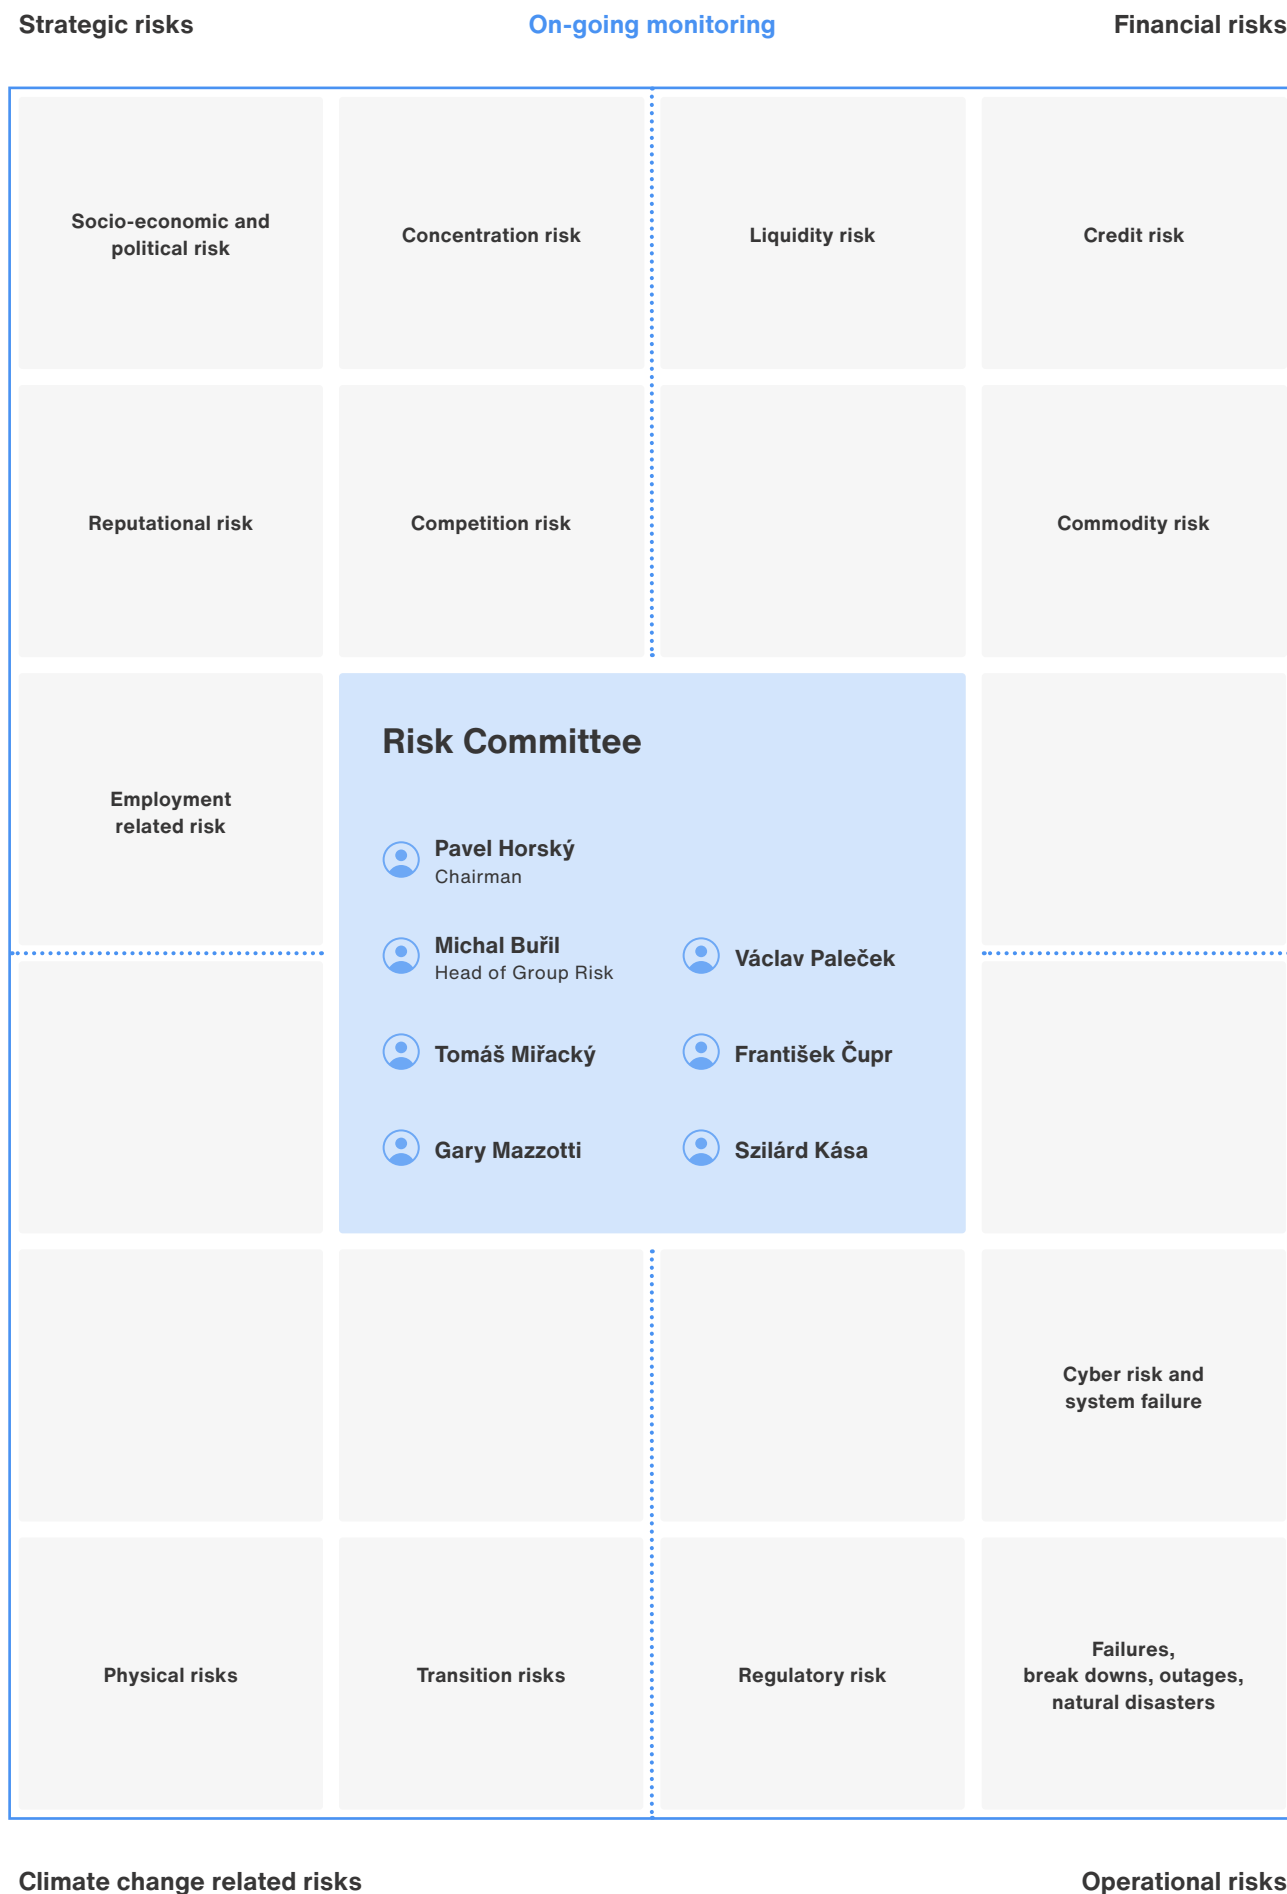 Strategic risks
On-going monitoring
Financial risks
Socio-economic and
political risk
Concentration risk
Liquidity risk
Credit risk
Reputational risk
Competition risk
Commodity risk
Employment
related risk
Risk Committee
Pavel Horský
Chairman
Michal Buřil
Head of Group Risk
Václav Paleček
Tomáš Miřacký
František Čupr
Gary Mazzotti
Szilárd Kása
Cyber risk and
system failure
Physical risks
Transition risks
Regulatory risk
Failures,
break downs, outages,
natural disasters
Climate change related risks
Operational risks